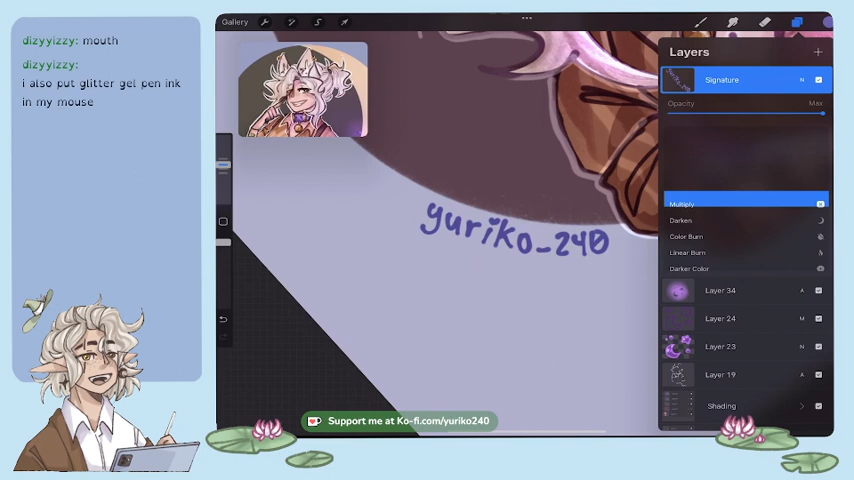 dizyyizzy: mouth
dizyyizzy:
i also put glitter gel pen ink
in my mouse
Gallery
Layers
Signature N
Opacity Max
Multiply
Darken
Color Burn
Linear Burn
Darker Color
Layer 34 A
Layer 24 M
Layer 23 N
Layer 19 A
Shading
yuriko_240
Support me at Ko-fi.com/yuriko240